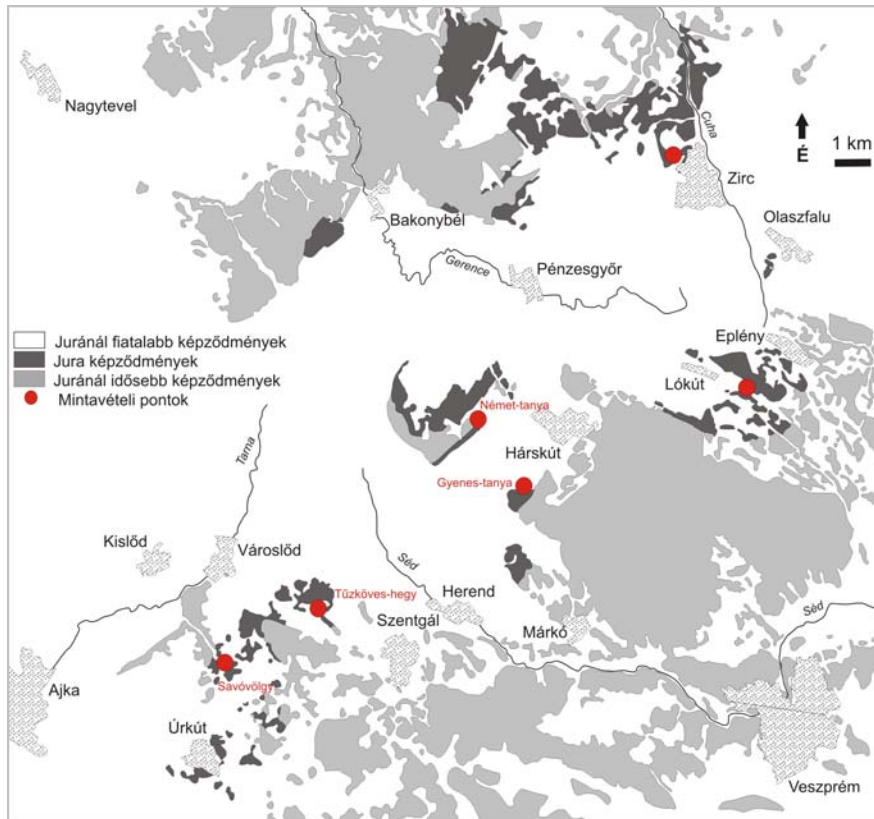 Nagytevel
Cuha
É
1 km
Zirc
Olaszfalu
Bakonybél
Gerence
Pénzesgyőr
Eplény
Juránál fiatalabb képződmények
Jura képződmények
Juránál idősebb képződmények
Mintavételi pontok
Lókút
Német-tanya
Hárskút
Tarna
Gyenes-tanya
Kislőd
Városlőd
Séd
Tűzköves-hegy
Herend
Szentgál
Márkó
Séd
Savóvölgy
Ajka
Úrkút
Veszprém